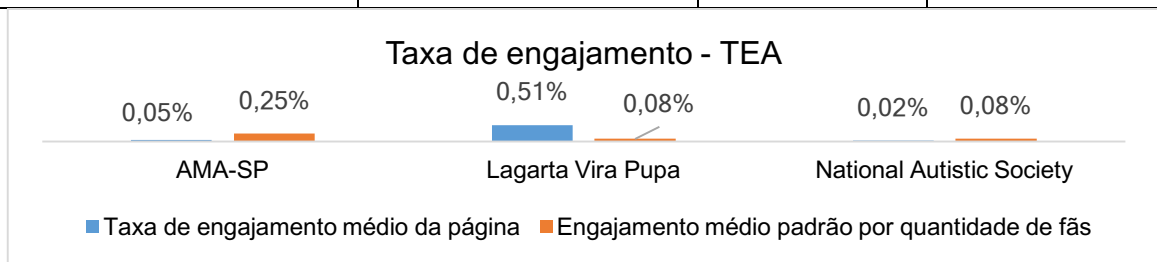 Taxa de engajamento - TEA
0,05%
0,25%
0,51%
0,08%
0,02%
0,08%
AMA-SP
Lagarta Vira Pupa
National Autistic Society
Taxa de engajamento médio da página
Engajamento médio padrão por quantidade de fãs